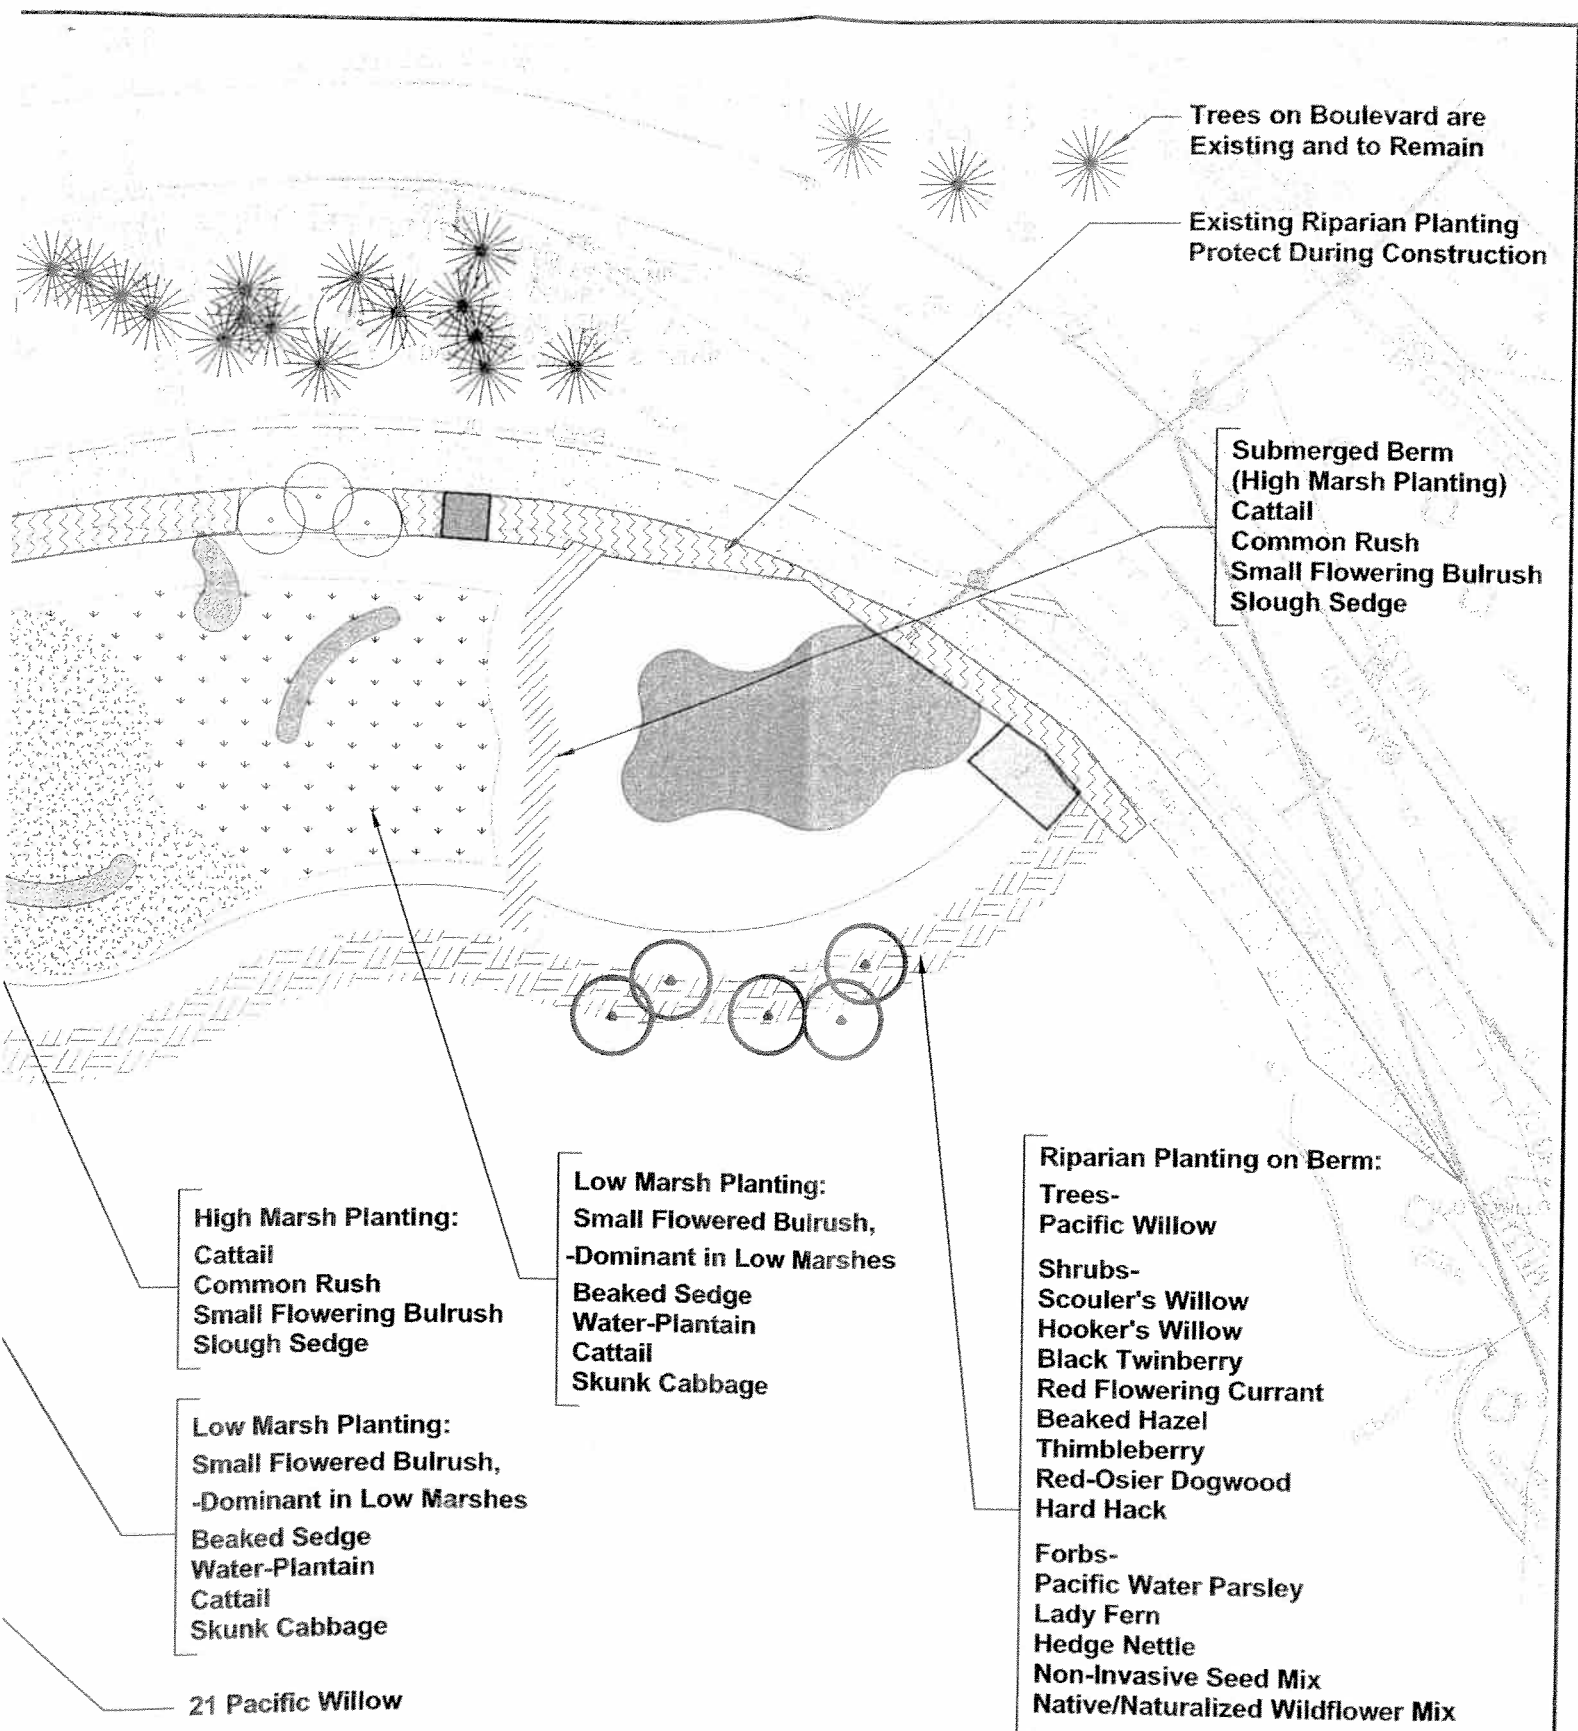 Trees on Boulevard are
Existing and to Remain
Existing Riparian Planting
Protect During Construction
Submerged Berm
(High Marsh Planting)
Cattail
Common Rush
Small Flowering Bulrush
Slough Sedge
High Marsh Planting:
Cattail
Common Rush
Small Flowering Bulrush
Slough Sedge
Low Marsh Planting:
Small Flowered Bulrush,
-Dominant in Low Marshes
Beaked Sedge
Water-Plantain
Cattail
Skunk Cabbage
21 Pacific Willow
Low Marsh Planting:
Small Flowered Bulrush,
-Dominant in Low Marshes
Beaked Sedge
Water-Plantain
Cattail
Skunk Cabbage
Riparian Planting on Berm:
Trees-
Pacific Willow
Shrubs-
Scouler's Willow
Hooker's Willow
Black Twinberry
Red Flowering Currant
Beaked Hazel
Thimbleberry
Red-Osier Dogwood
Hard Hack
Forbs-
Pacific Water Parsley
Lady Fern
Hedge Nettle
Non-Invasive Seed Mix
Native/Naturalized Wildflower Mix